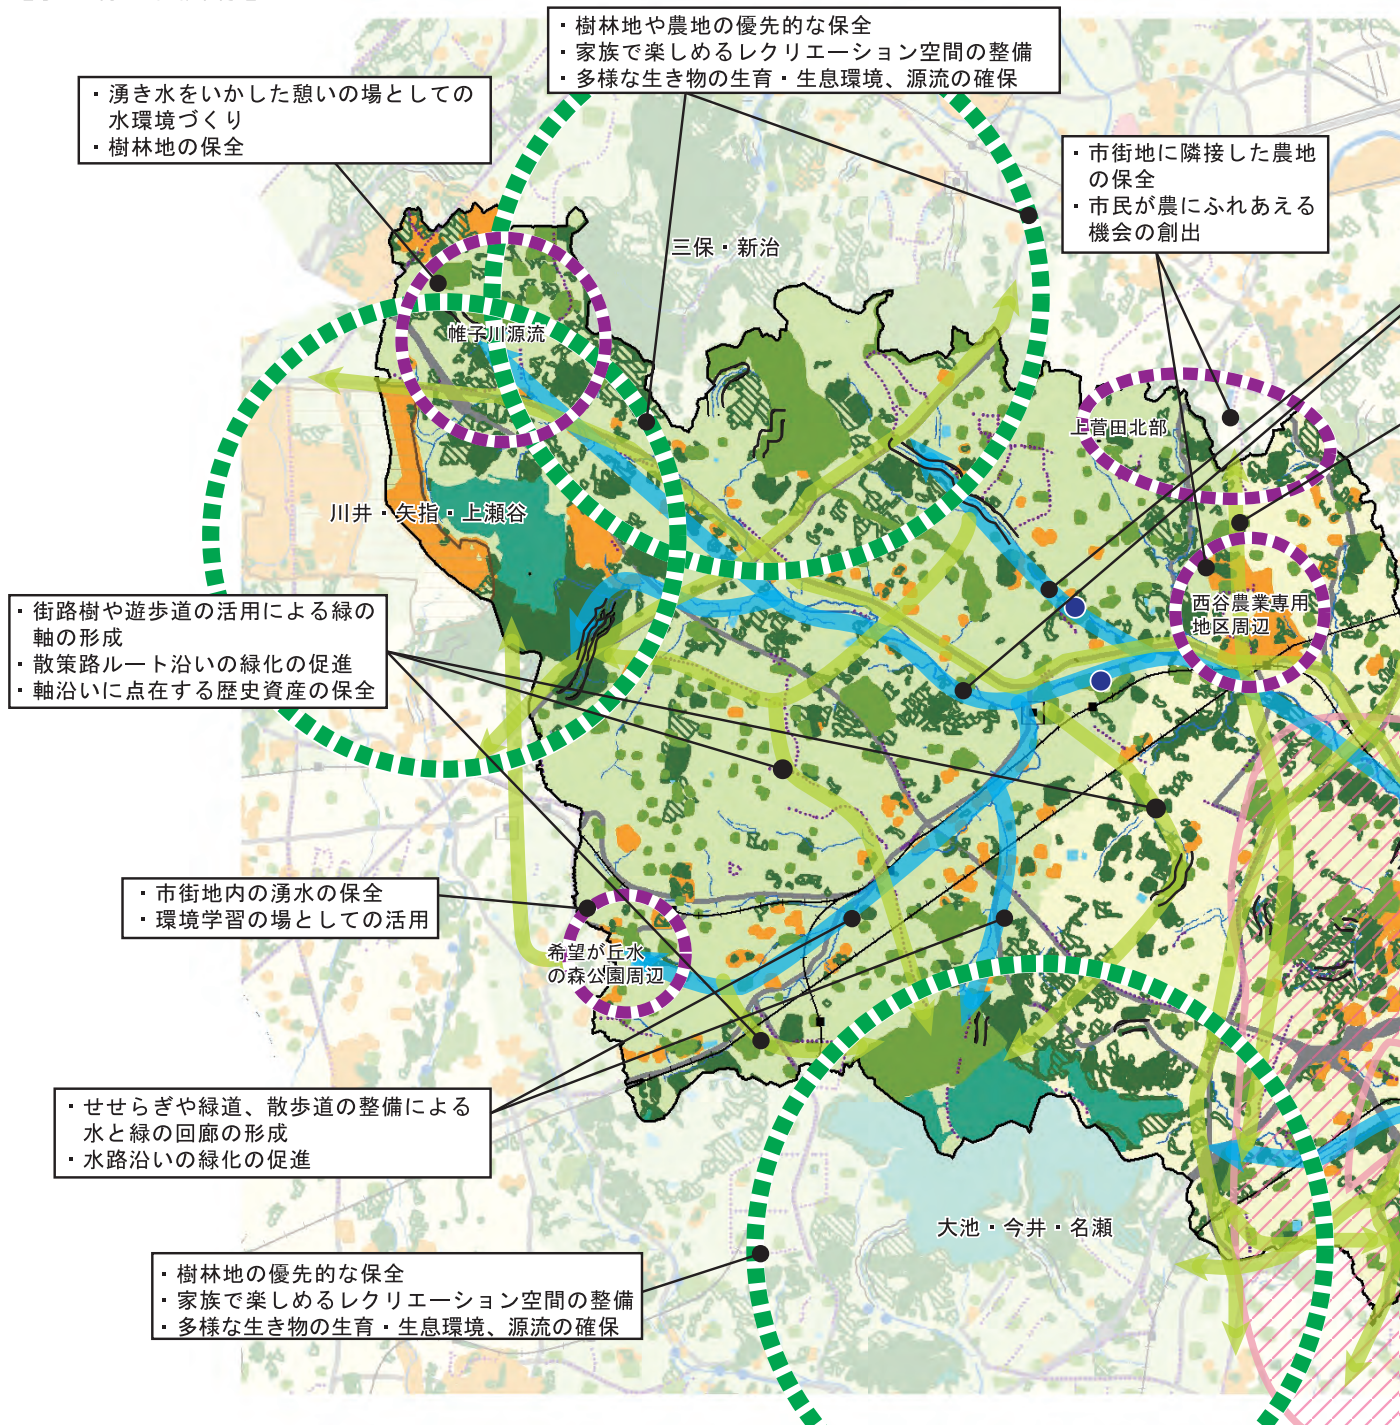 ・樹林地や農地の優先的な保全
・家族で楽しめるレクリエーション空間の整備
・多様な生き物の生育・生息環境、源流の確保
・湧き水をいかした憩いの場としての
水環境づくり
・樹林地の保全
・市街地に隣接した農地
の保全
・市民が農にふれあえる
機会の創出
三保・新治
帷子川源流
上菅田北部
川井・矢指・上瀬谷
西谷農業専用
地区周辺
・街路樹や遊歩道の活用による緑の
軸の形成
・散策路ルート沿いの緑化の促進
・軸沿いに点在する歴史資産の保全
・市街地内の湧水の保全
・環境学習の場としての活用
希望が丘水
の森公園周辺
・せせらぎや緑道、散歩道の整備による
水と緑の回廊の形成
・水路沿いの緑化の促進
大池・今井・名瀬
・樹林地の優先的な保全
・家族で楽しめるレクリエーション空間の整備
・多様な生き物の生育・生息環境、源流の確保